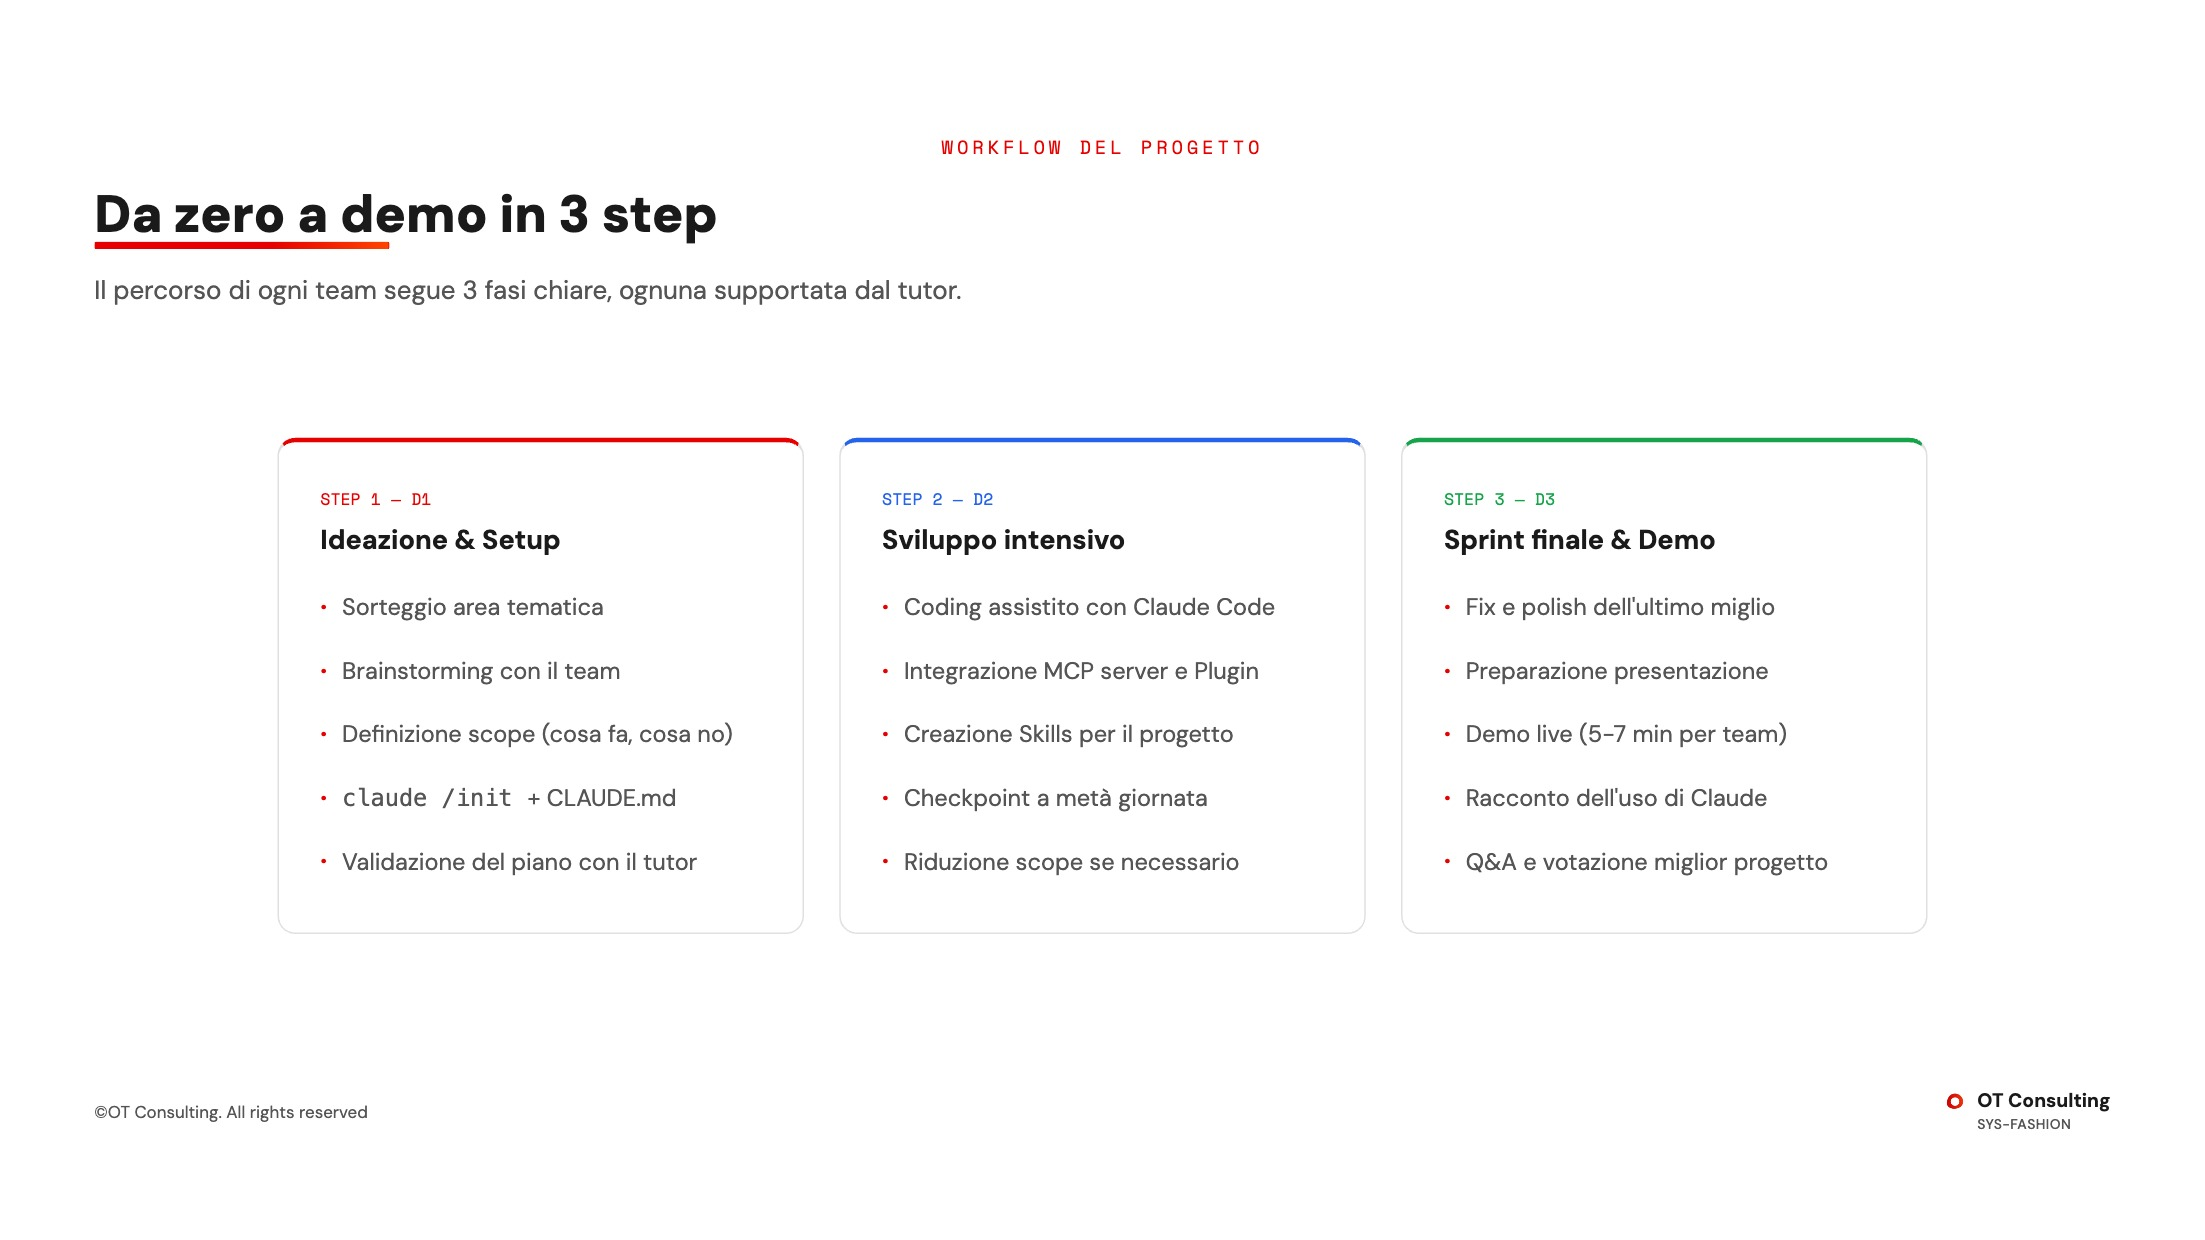 WORKFLOW DEL PROGETTO
Da zero a demo in 3 step
Il percorso di ogni team segue 3 fasi chiare, ognuna supportata dal tutor.
STEP 1 – D1
Ideazione & Setup
• Sorteggio area tematica
• Brainstorming con il team
• Definizione scope (cosa fa, cosa no)
• claude /init + CLAUDE.md
• Validazione del piano con il tutor
STEP 2 – D2
Sviluppo intensivo
• Coding assistito con Claude Code
• Integrazione MCP server e Plugin
• Creazione Skills per il progetto
• Checkpoint a metà giornata
• Riduzione scope se necessario
STEP 3 – D3
Sprint finale & Demo
• Fix e polish dell'ultimo miglio
• Preparazione presentazione
• Demo live (5-7 min per team)
• Racconto dell'uso di Claude
• Q&A e votazione miglior progetto
©OT Consulting. All rights reserved
OT Consulting
SYS-FASHION